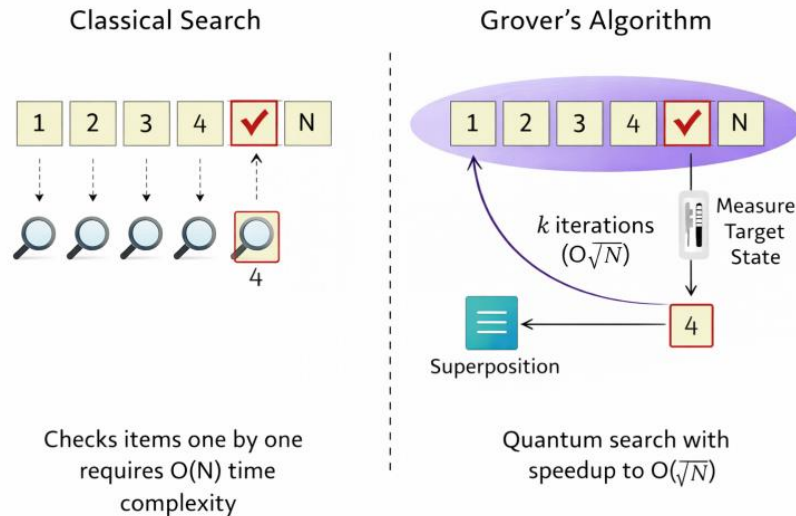 Classical Search
1 2 3 4 N
4
Checks items one by one
requires O(N) time
complexity
Grover's Algorithm
1 2 3 4 N
k iterations
(O√N)
Measure
Target
State
4
Superposition
Quantum search with
speedup to O(√N)